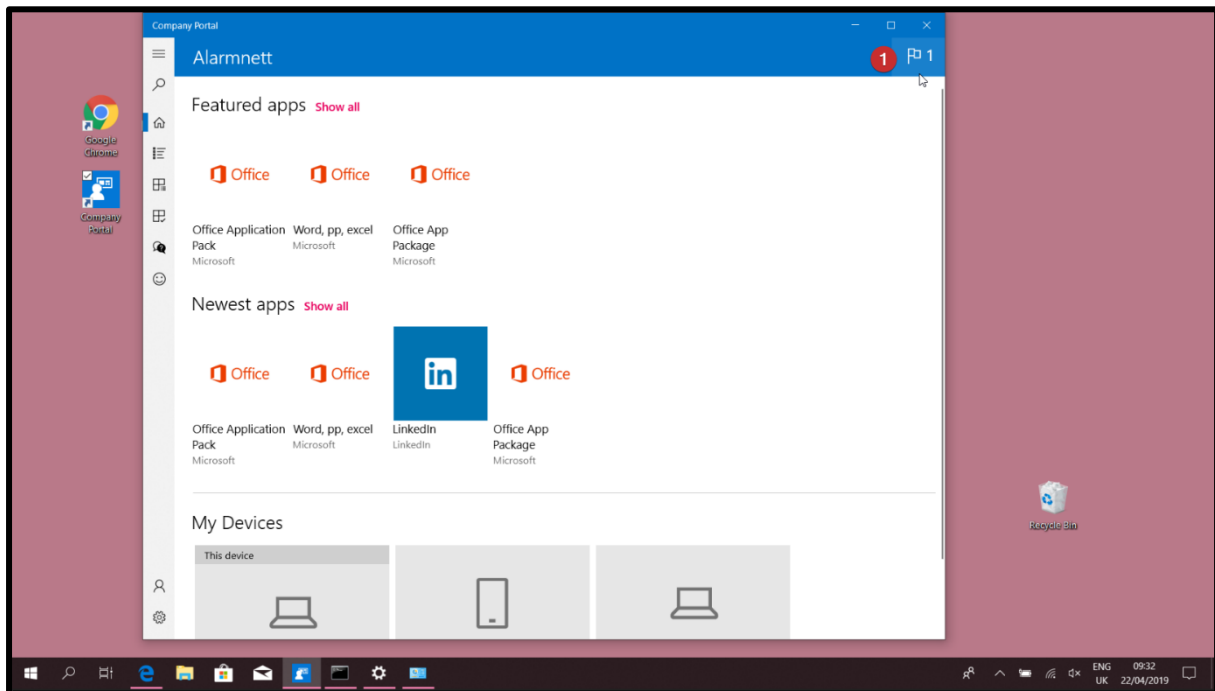 Company Portal
Alarmnett
1
1
Google
Chrome
Company
Portal
Featured apps Show all
Office Office Office
Office Application Word, pp, excel Office App
Pack Microsoft Package
Microsoft Microsoft
Newest apps Show all
Office Office in Office
Office Application Word, pp, excel LinkedIn Office App
Pack Microsoft LinkedIn Package
Microsoft Microsoft
My Devices
This device
Recycle Bin
ENG 09:32
UK 22/04/2019